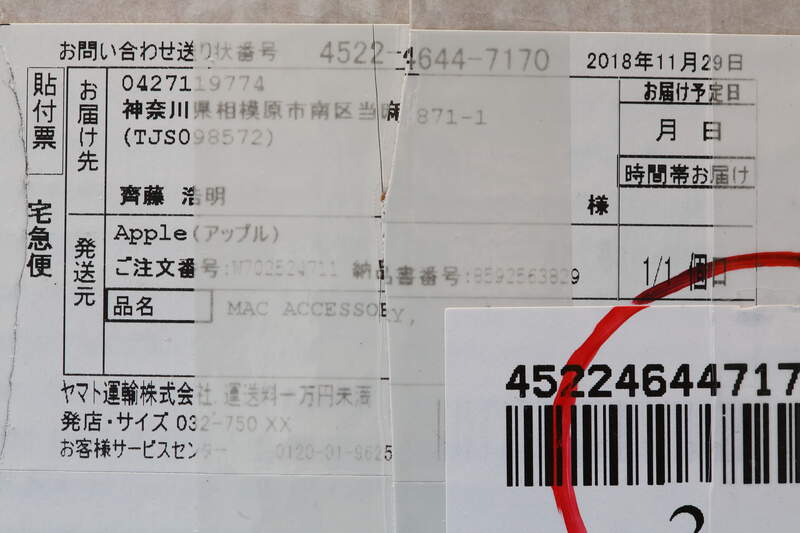 お問い合わせ送り状番号 4522-4644-7170 2018年11月29日
貼付票
宅急便
お届け先
0427119774
神奈川県相模原市南区当麻871-1
(TJS098572)
齊藤 浩明
様
お届け予定日
月 日
時間帯お届け
発送元
Apple(アップル)
ご注文番号:W702524711 納品書番号:8592563829
1/1 個口
品名
MAC ACCESSORY,
ヤマト運輸株式会社 運送料一万円未満
発店・サイズ 032-750 XX
お客様サービスセンター 0120-01-9625
45224644717
2